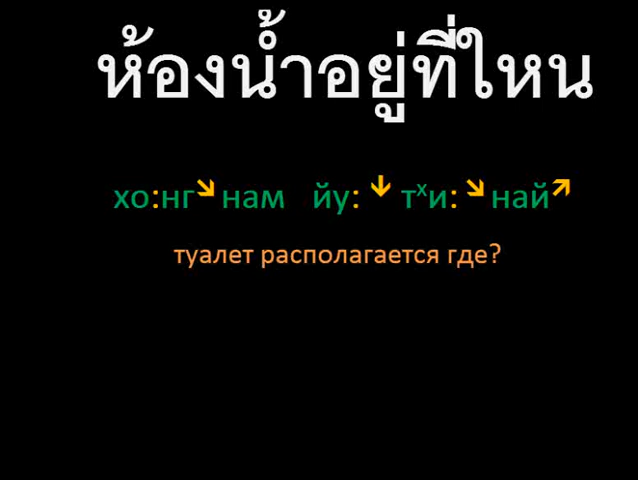 ห้องน้ำอยู่ที่ใหน
хо:нг↘ нам йу: ↓ тˣи: ↘ най↗
туалет располагается где?